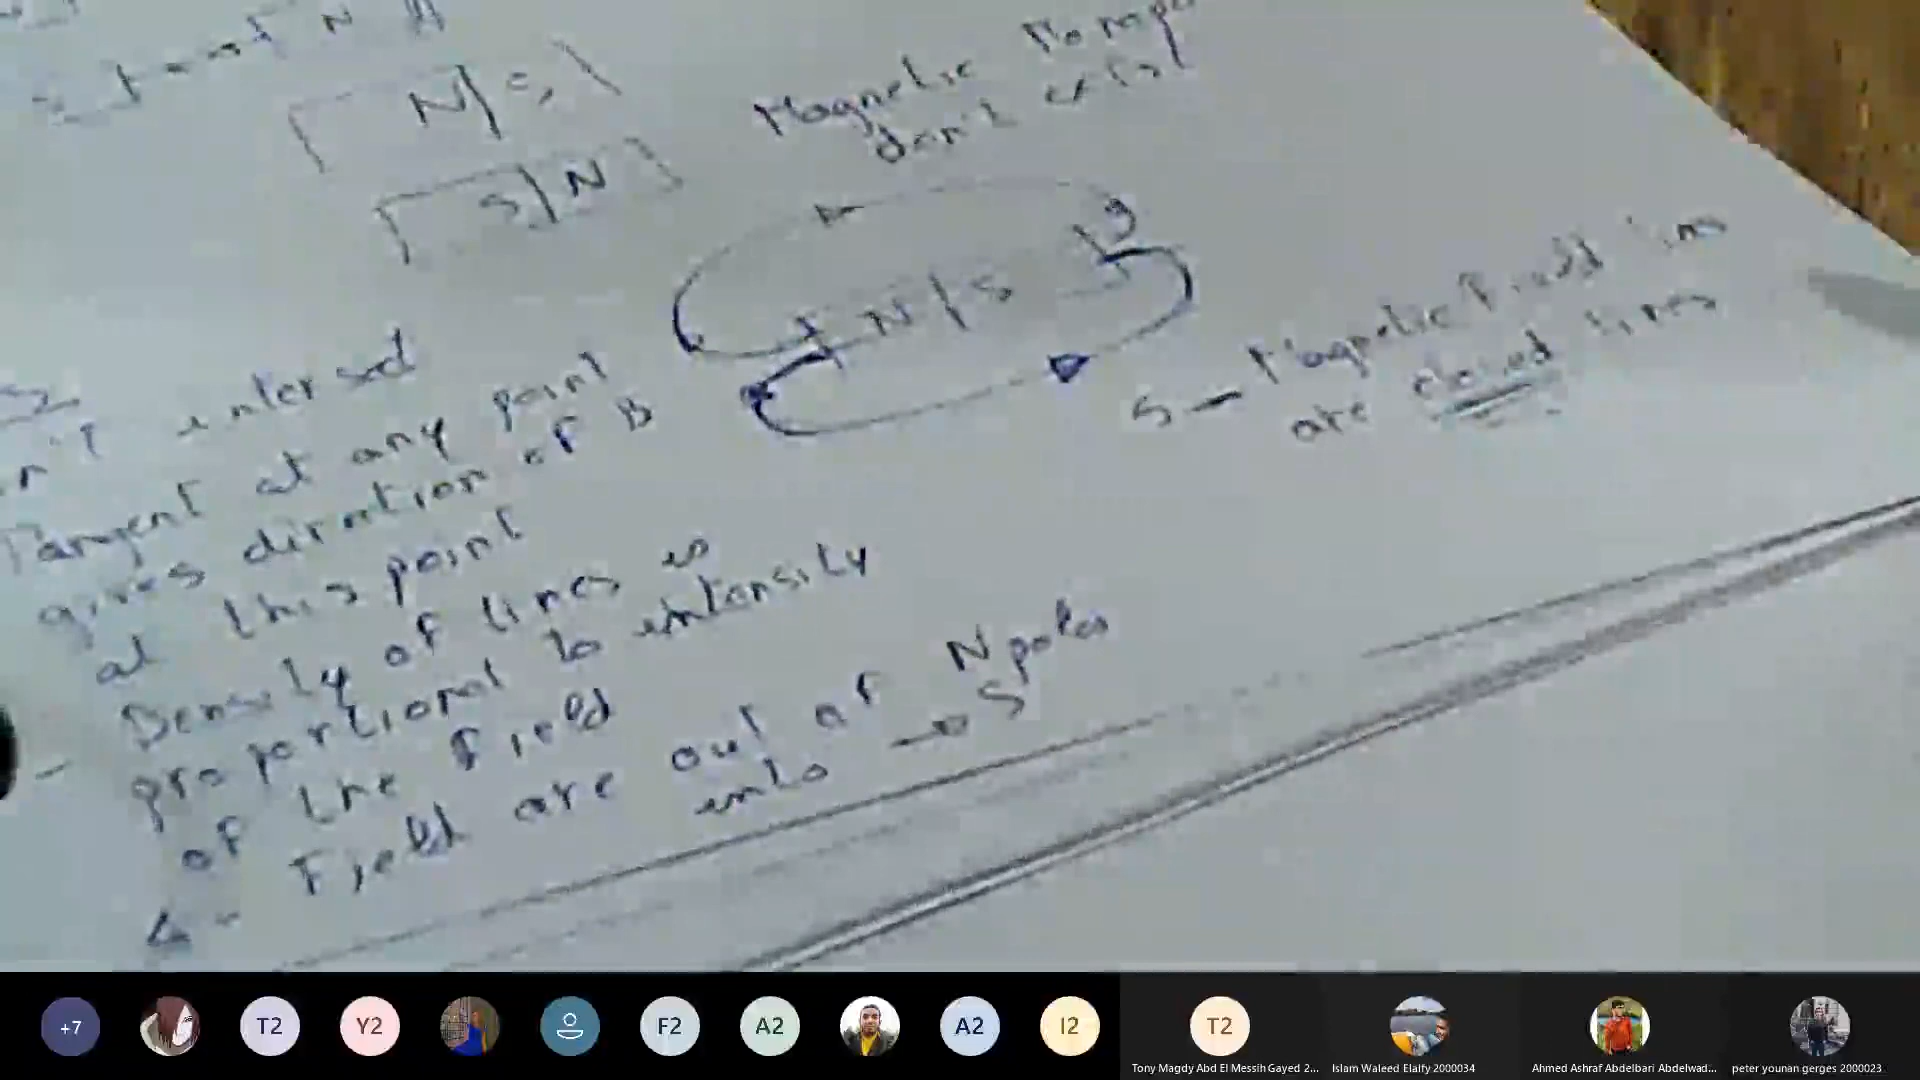 N | S
S | N
Magnetic
don't exist
N | S
intersect
Tangent at any point
gives direction of B
at this point
Density of lines is
proportional to intensity
of the Field
4- Field are out of N poles
into → S
5- Magnetic Field lines
are closed lines
+7
T2
Y2
F2
A2
A2
I2
T2
Tony Magdy Abd El Messih Gayed 2...
Islam Waleed Elalfy 2000034
Ahmed Ashraf Abdelbari Abdelwad...
peter younan gerges 2000023